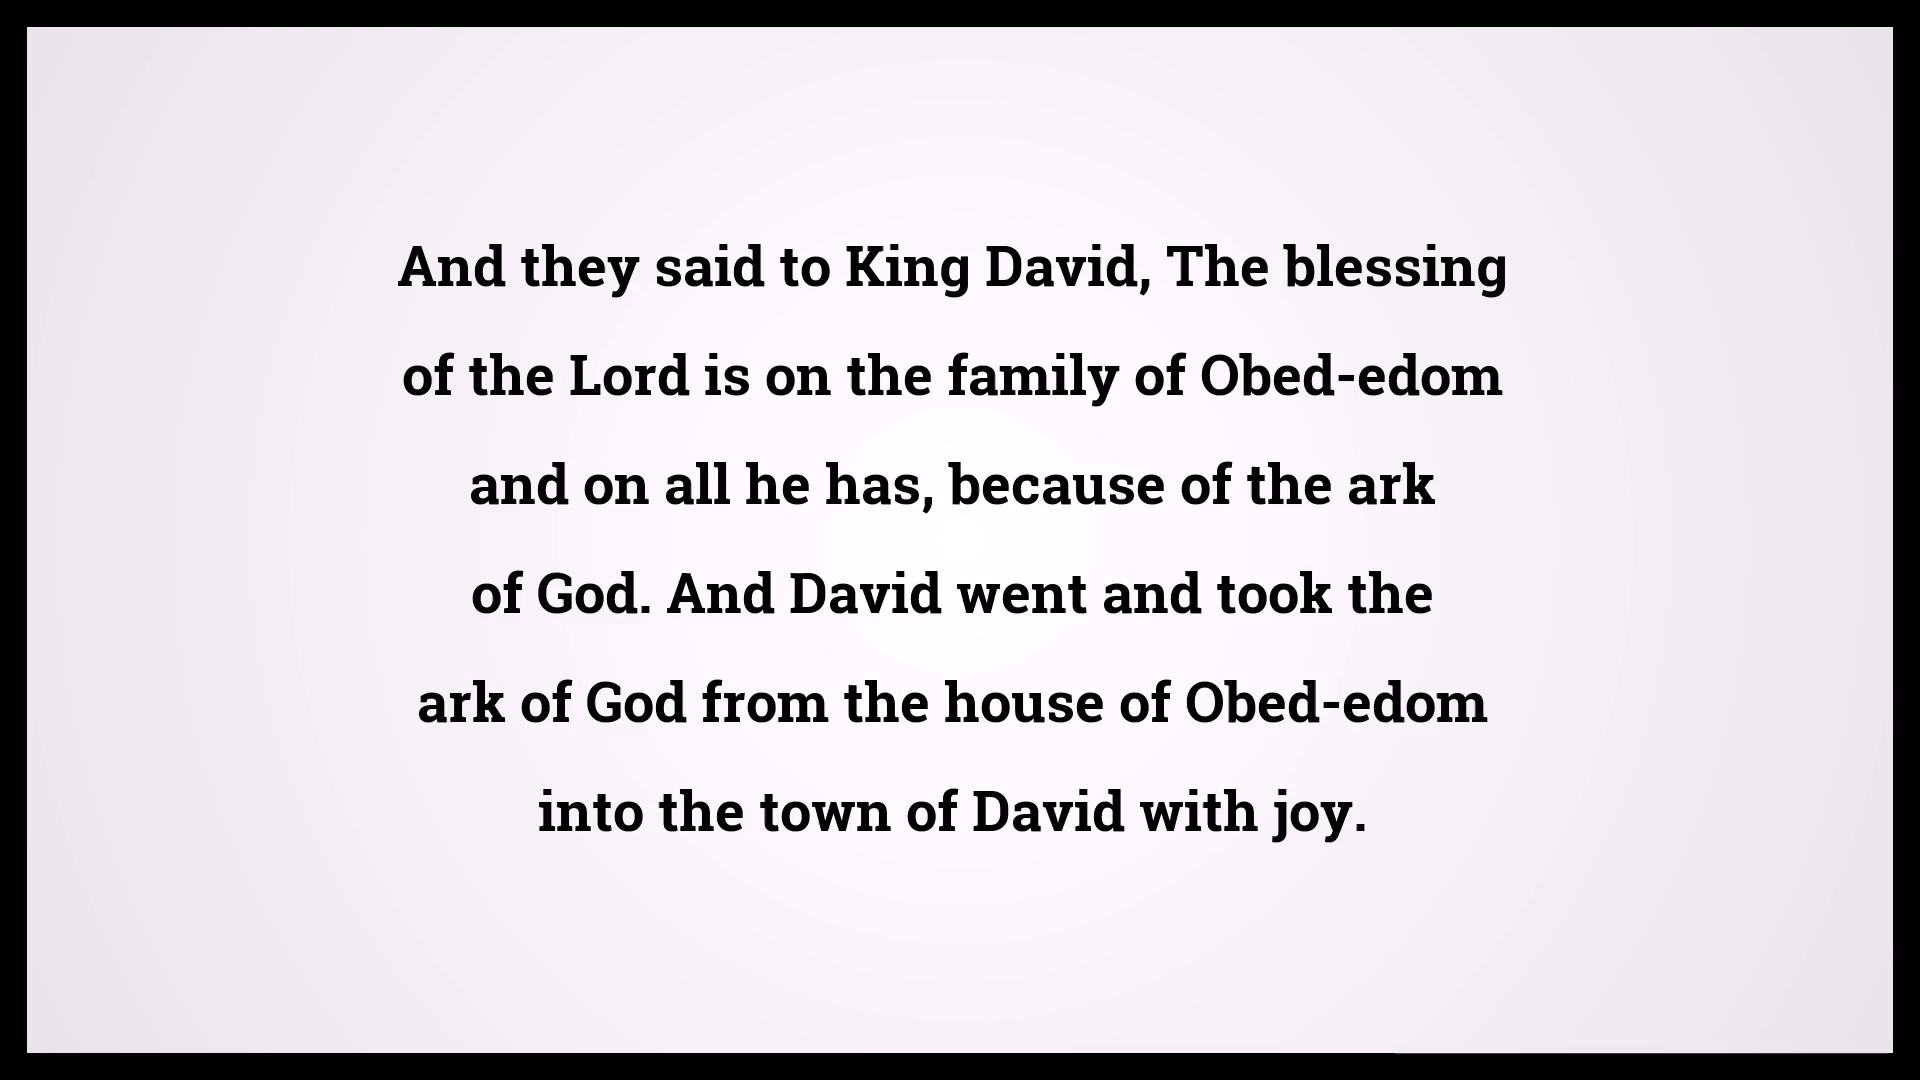 And they said to King David, The blessing
of the Lord is on the family of Obed-edom
and on all he has, because of the ark
of God. And David went and took the
ark of God from the house of Obed-edom
into the town of David with joy.